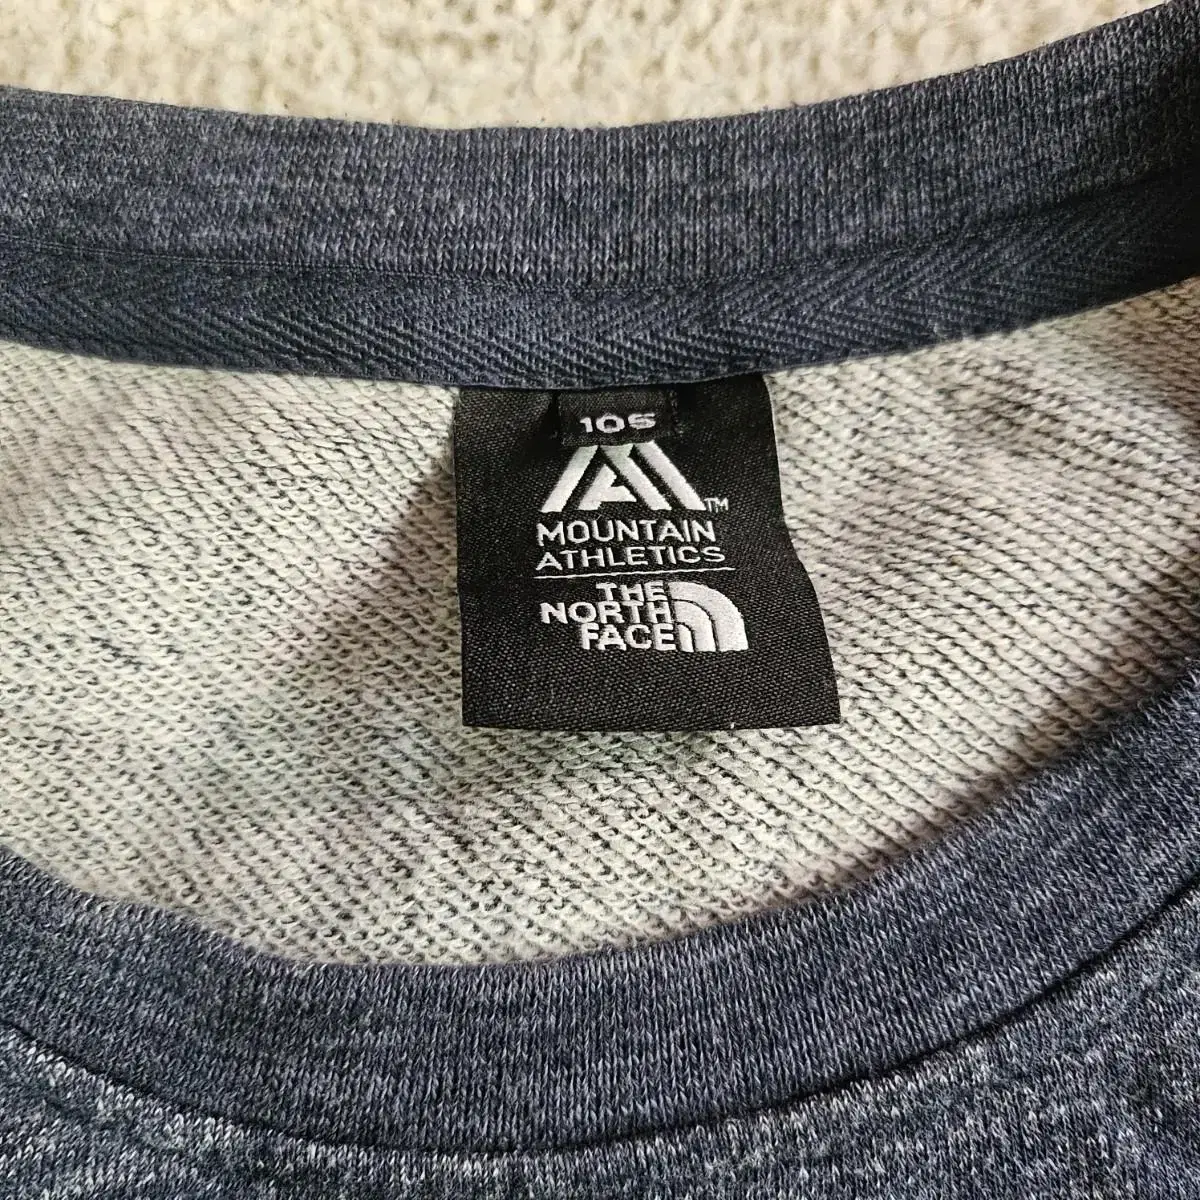 105
TM
MOUNTAIN
ATHLETICS
THE
NORTH
FACE